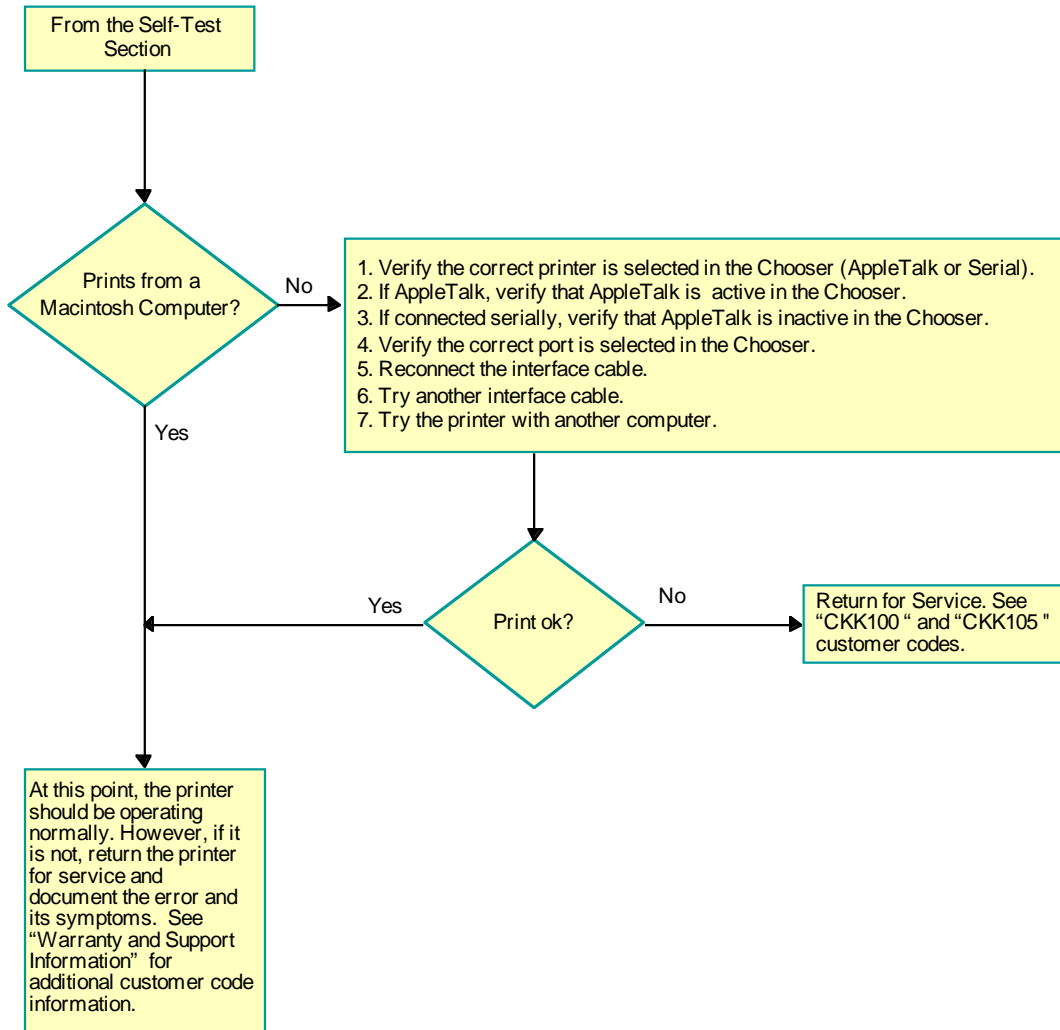 From the Self-Test
Section
Prints from a
Macintosh Computer?
No
1. Verify the correct printer is selected in the Chooser (AppleTalk or Serial).
2. If AppleTalk, verify that AppleTalk is active in the Chooser.
3. If connected serially, verify that AppleTalk is inactive in the Chooser.
4. Verify the correct port is selected in the Chooser.
5. Reconnect the interface cable.
6. Try another interface cable.
7. Try the printer with another computer.
Yes
Print ok?
Yes
No
Return for Service. See
“CKK100 “ and “CKK105 "
customer codes.
At this point, the printer
should be operating
normally. However, if it
is not, return the printer
for service and
document the error and
its symptoms. See
“Warranty and Support
Information” for
additional customer code
information.